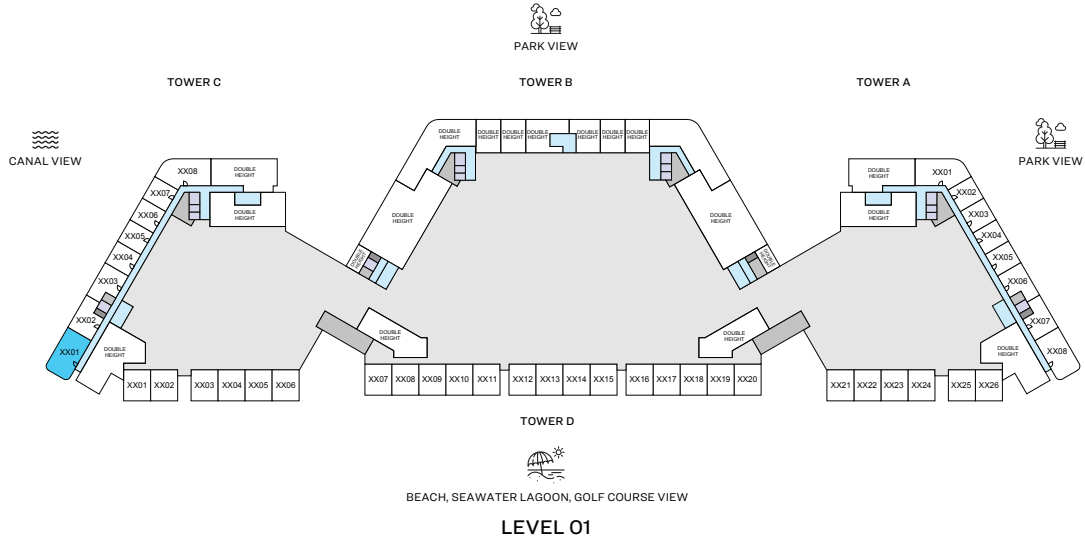 PARK VIEW
TOWER C
TOWER B
TOWER A
CANAL VIEW
PARK VIEW
DOUBLE
HEIGHT
DOUBLE
HEIGHT
DOUBLE
HEIGHT
DOUBLE
HEIGHT
DOUBLE
HEIGHT
DOUBLE
HEIGHT
DOUBLE
HEIGHT
XX08
DOUBLE
HEIGHT
XX07
XX06
XX05
XX04
XX03
XX02
XX01
DOUBLE
HEIGHT
DOUBLE
HEIGHT
DOUBLE
HEIGHT
DOUBLE
HEIGHT
DOUBLE
HEIGHT
DOUBLE
HEIGHT
DOUBLE
HEIGHT
XX01
DOUBLE
HEIGHT
XX02
XX03
XX04
XX05
XX06
XX07
XX08
DOUBLE
HEIGHT
DOUBLE
HEIGHT
DOUBLE
HEIGHT
XX01 XX02 XX03 XX04 XX05 XX06 XX07 XX08 XX09 XX10 XX11 XX12 XX13 XX14 XX15 XX16 XX17 XX18 XX19 XX20 XX21 XX22 XX23 XX24 XX25 XX26
TOWER D
BEACH, SEAWATER LAGOON, GOLF COURSE VIEW
LEVEL 01